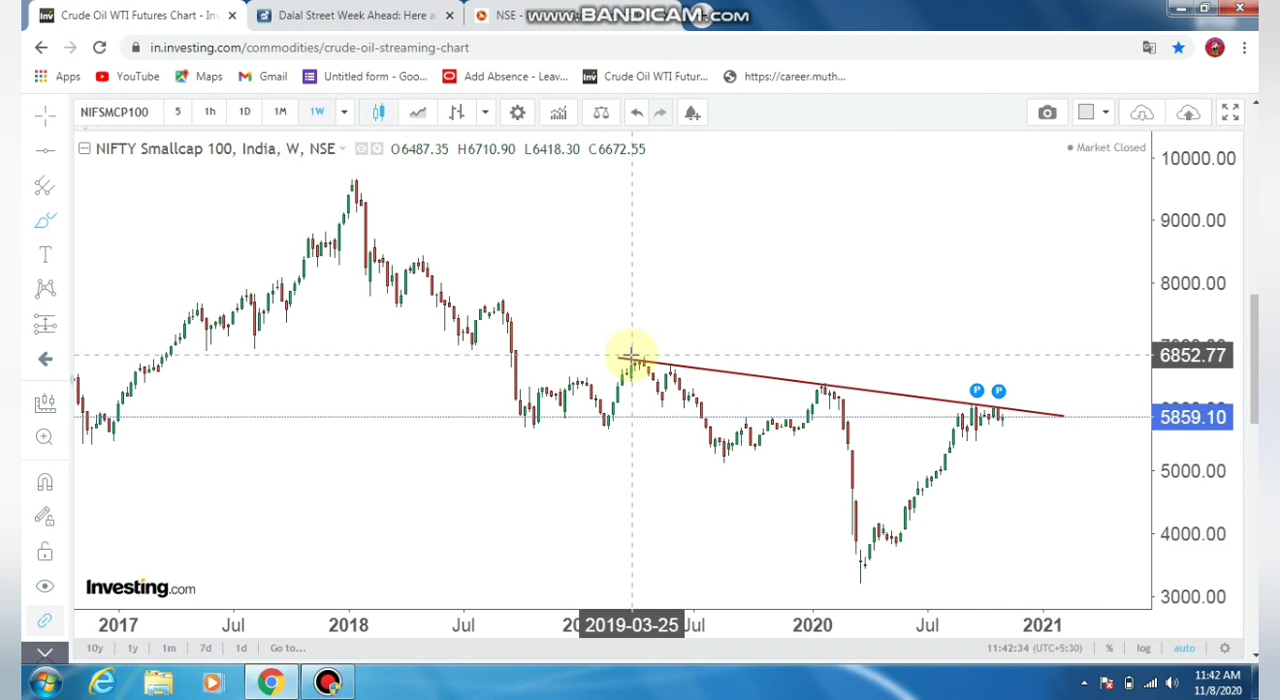 Crude Oil WTI Futures Chart - Inv
Dalal Street Week Ahead: Here a
NSE -
www.BANDICAM.com
in.investing.com/commodities/crude-oil-streaming-chart
Apps YouTube Maps Gmail Untitled form - Goo... Add Absence - Leav... Inv Crude Oil WTI Futur... https://career.muth...
NIFSMCP100 5 1h 1D 1M 1W
NIFTY Smallcap 100, India, W, NSE O6487.35 H6710.90 L6418.30 C6672.55
Market Closed
10000.00
9000.00
8000.00
6852.77
P P
5859.10
5000.00
4000.00
3000.00
Investing.com
2017 Jul 2018 Jul 2019-03-25 Jul 2020 Jul 2021
10y 1y 1m 7d 1d Go to... 11:42:34 (UTC+5:30) % log auto
11:42 AM
11/8/2020